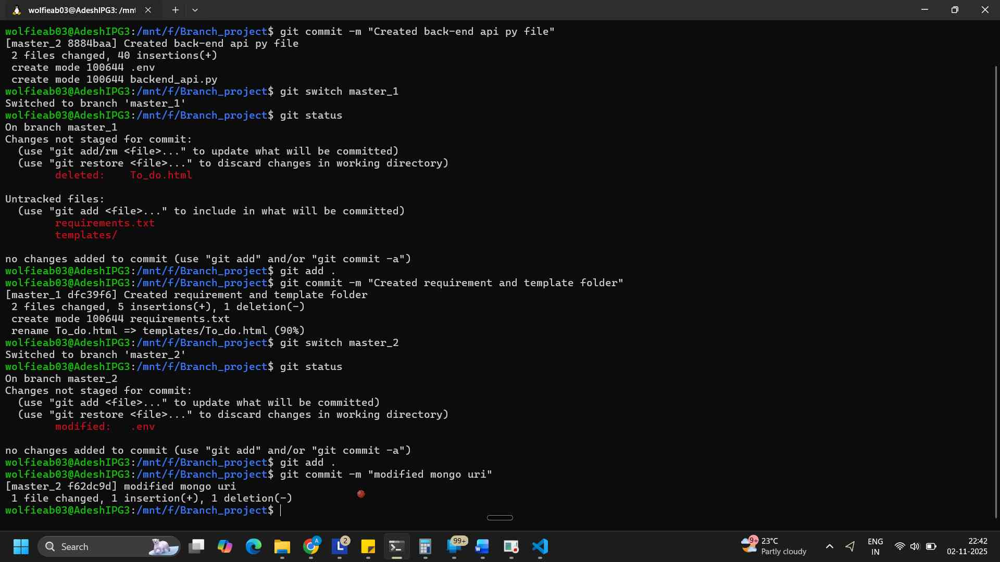 wolfieab03@AdeshIPG3: /mnt
wolfieab03@AdeshIPG3:/mnt/f/Branch_project$ git commit -m "Created back-end api py file"
[master_2 8884baa] Created back-end api py file
 2 files changed, 40 insertions(+)
 create mode 100644 .env
 create mode 100644 backend_api.py
wolfieab03@AdeshIPG3:/mnt/f/Branch_project$ git switch master_1
Switched to branch 'master_1'
wolfieab03@AdeshIPG3:/mnt/f/Branch_project$ git status
On branch master_1
Changes not staged for commit:
  (use "git add/rm <file>..." to update what will be committed)
  (use "git restore <file>..." to discard changes in working directory)
        deleted:    To_do.html
Untracked files:
  (use "git add <file>..." to include in what will be committed)
        requirements.txt
        templates/
no changes added to commit (use "git add" and/or "git commit -a")
wolfieab03@AdeshIPG3:/mnt/f/Branch_project$ git add .
wolfieab03@AdeshIPG3:/mnt/f/Branch_project$ git commit -m "Created requirement and template folder"
[master_1 dfc39f6] Created requirement and template folder
 2 files changed, 5 insertions(+), 1 deletion(-)
 create mode 100644 requirements.txt
 rename To_do.html => templates/To_do.html (90%)
wolfieab03@AdeshIPG3:/mnt/f/Branch_project$ git switch master_2
Switched to branch 'master_2'
wolfieab03@AdeshIPG3:/mnt/f/Branch_project$ git status
On branch master_2
Changes not staged for commit:
  (use "git add <file>..." to update what will be committed)
  (use "git restore <file>..." to discard changes in working directory)
        modified:   .env
no changes added to commit (use "git add" and/or "git commit -a")
wolfieab03@AdeshIPG3:/mnt/f/Branch_project$ git add .
wolfieab03@AdeshIPG3:/mnt/f/Branch_project$ git commit -m "modified mongo uri"
[master_2 f62dc9d] modified mongo uri
 1 file changed, 1 insertion(+), 1 deletion(-)
wolfieab03@AdeshIPG3:/mnt/f/Branch_project$
Search
A
L
2
99+
W
9+
23°C
Partly cloudy
ENG
IN
22:42
02-11-2025